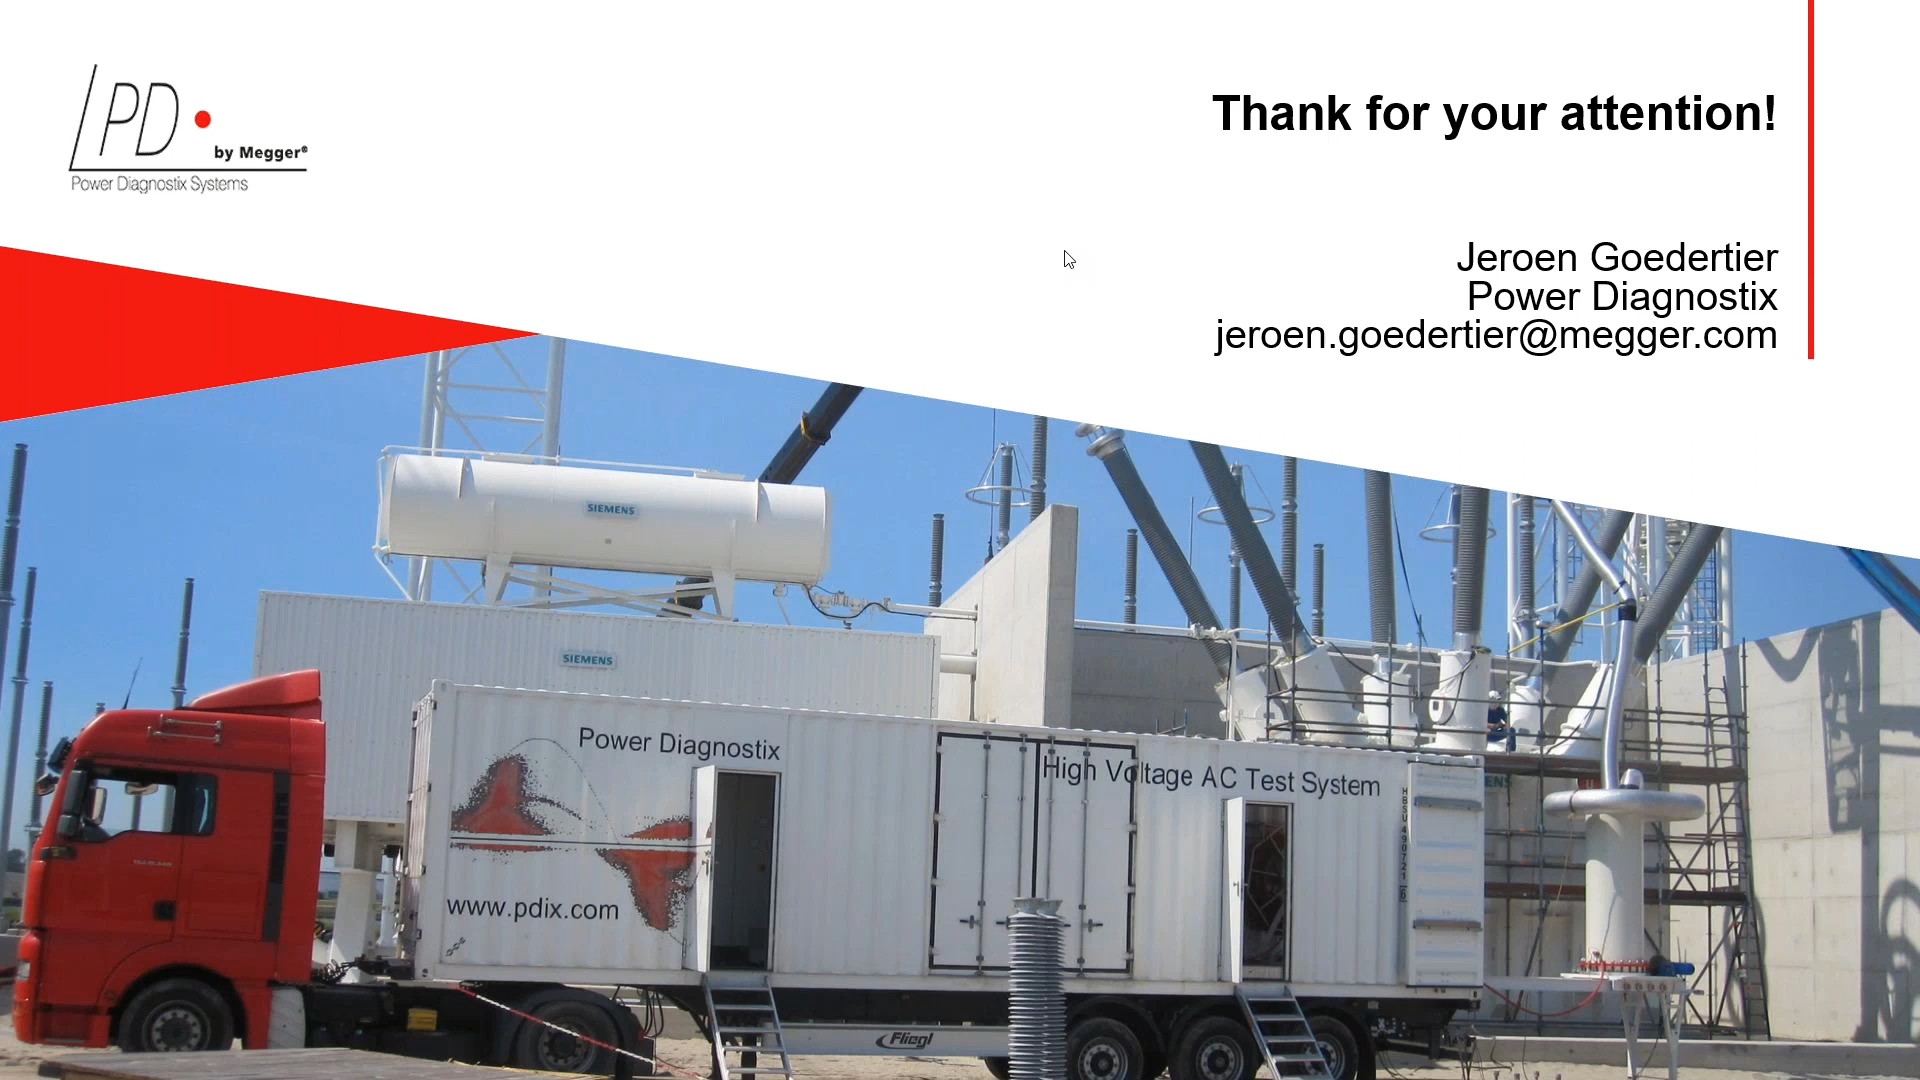 PD
by Megger®
Power Diagnostix Systems
Thank for your attention!
Jeroen Goedertier
Power Diagnostix
jeroen.goedertier@megger.com
SIEMENS
SIEMENS
Power Diagnostix
High Voltage AC Test System
www.pdix.com
Fliegl